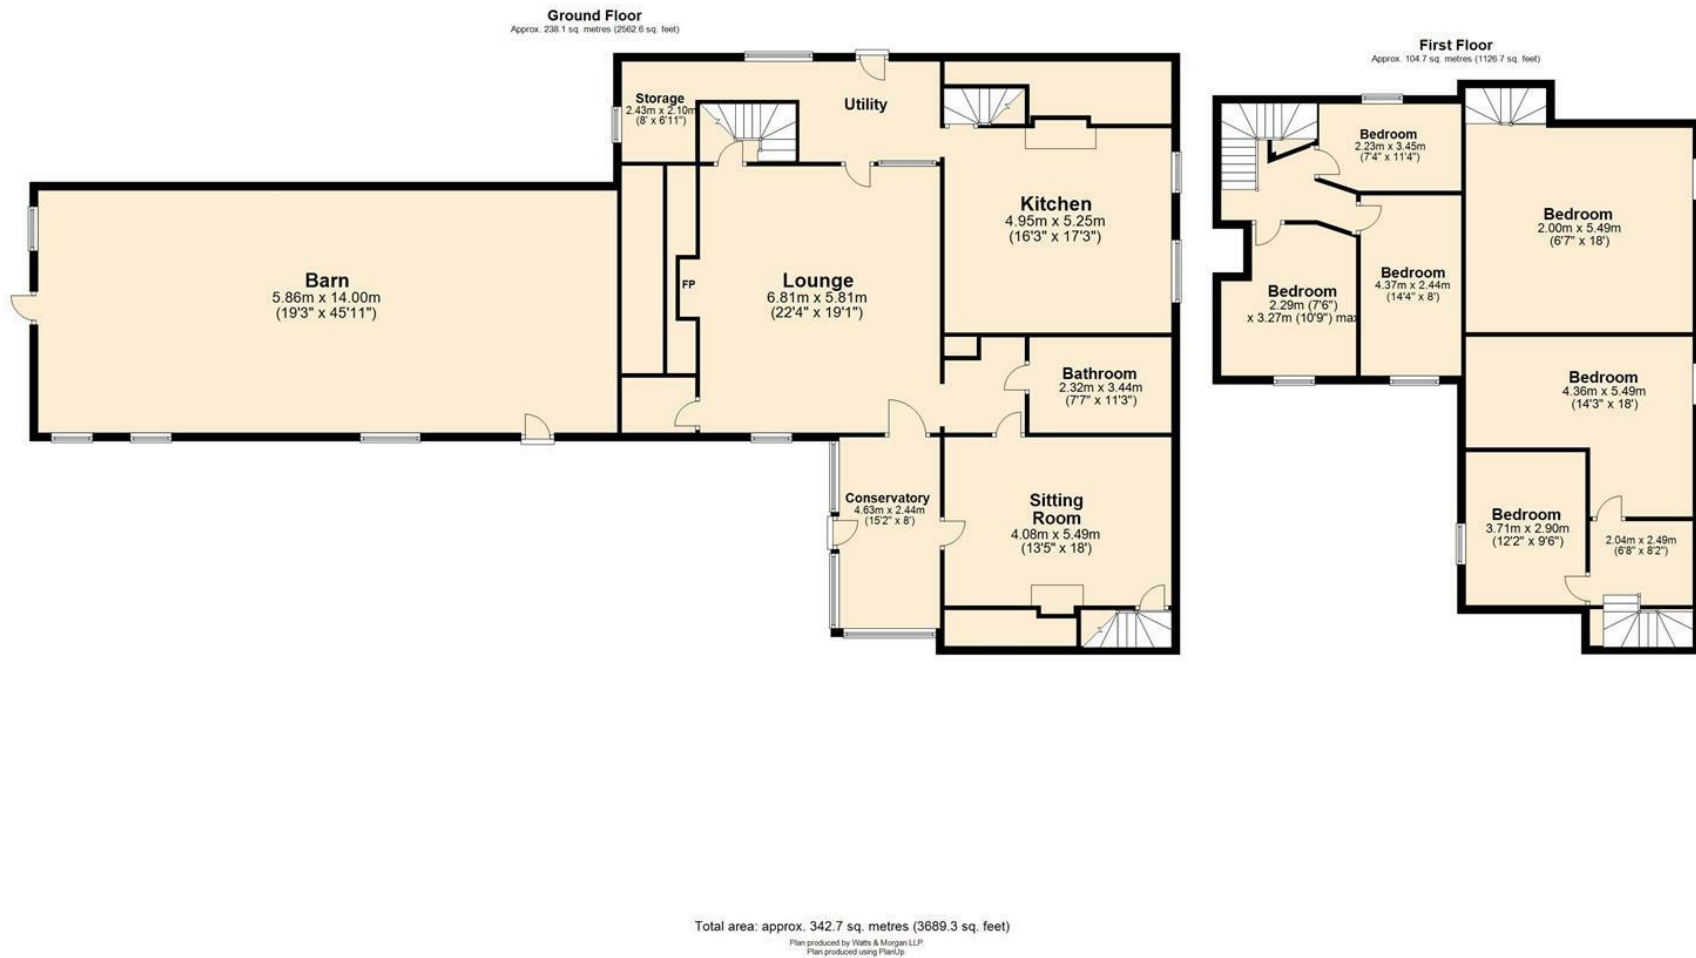 Ground Floor
Approx. 238.1 sq. metres (2562.6 sq. feet)
Storage
2.43m x 2.10m
(8' x 6'11")
Utility
Kitchen
4.95m x 5.25m
(16'3" x 17'3")
Barn
5.86m x 14.00m
(19'3" x 45'11")
FP
Lounge
6.81m x 5.81m
(22'4" x 19'1")
Bathroom
2.32m x 3.44m
(7'7" x 11'3")
Conservatory
4.63m x 2.44m
(15'2" x 8')
Sitting
Room
4.08m x 5.49m
(13'5" x 18')
First Floor
Approx. 104.7 sq. metres (1126.7 sq. feet)
Bedroom
2.23m x 3.45m
(7'4" x 11'4")
Bedroom
2.00m x 5.49m
(6'7" x 18')
Bedroom
4.37m x 2.44m
(14'4" x 8')
Bedroom
2.29m (7'6")
x 3.27m (10'9") max
Bedroom
4.36m x 5.49m
(14'3" x 18')
Bedroom
3.71m x 2.90m
(12'2" x 9'6")
2.04m x 2.49m
(6'8" x 8'2")
Total area: approx. 342.7 sq. metres (3689.3 sq. feet)
Plan produced by Watts & Morgan LLP.
Plan produced using PlanUp.